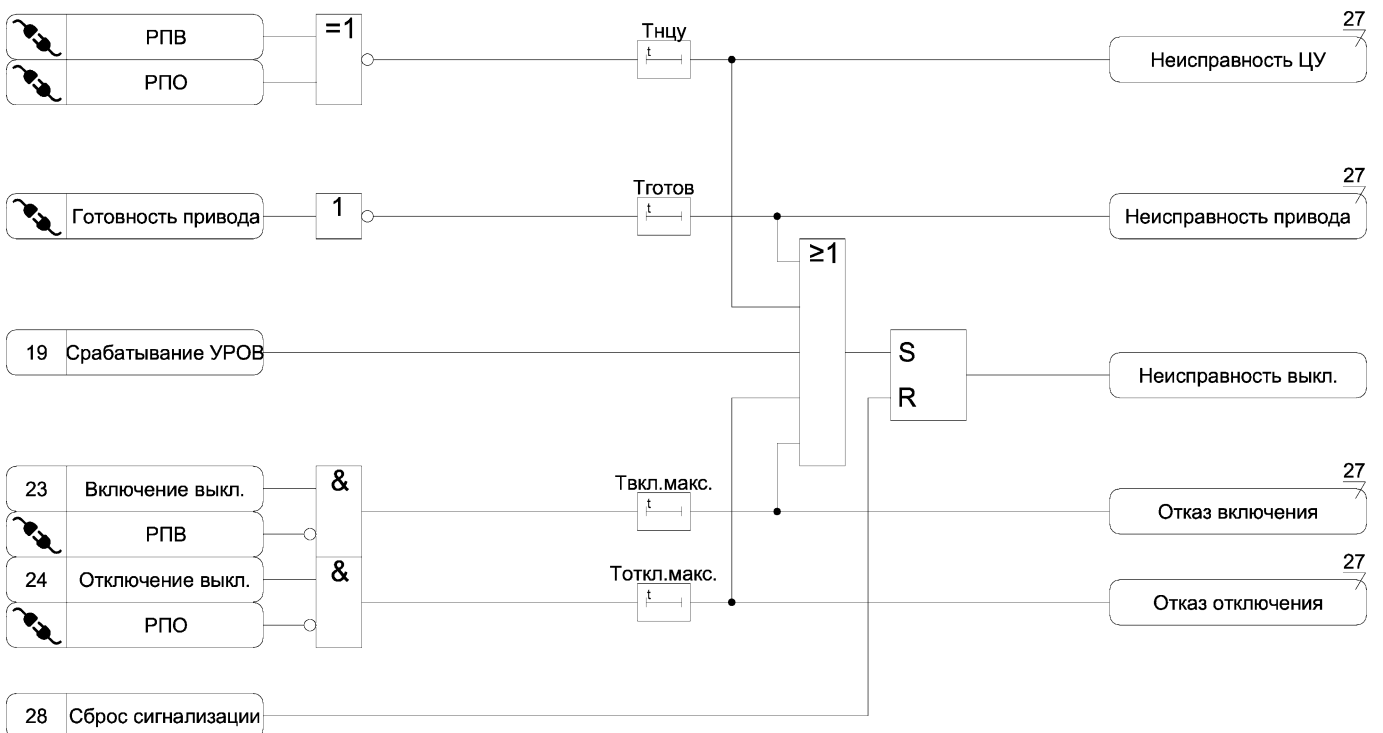 РПВ
=1
Тнцу
t
27
Неисправность ЦУ
РПО
Готовность привода
1
Тготов
t
27
Неисправность привода
≥1
19 Срабатывание УРОВ
S
R
Неисправность выкл.
23 Включение выкл.
&
Твкл.макс.
t
27
Отказ включения
РПВ
24 Отключение выкл.
&
Тоткл.макс.
t
27
Отказ отключения
РПО
28 Сброс сигнализации